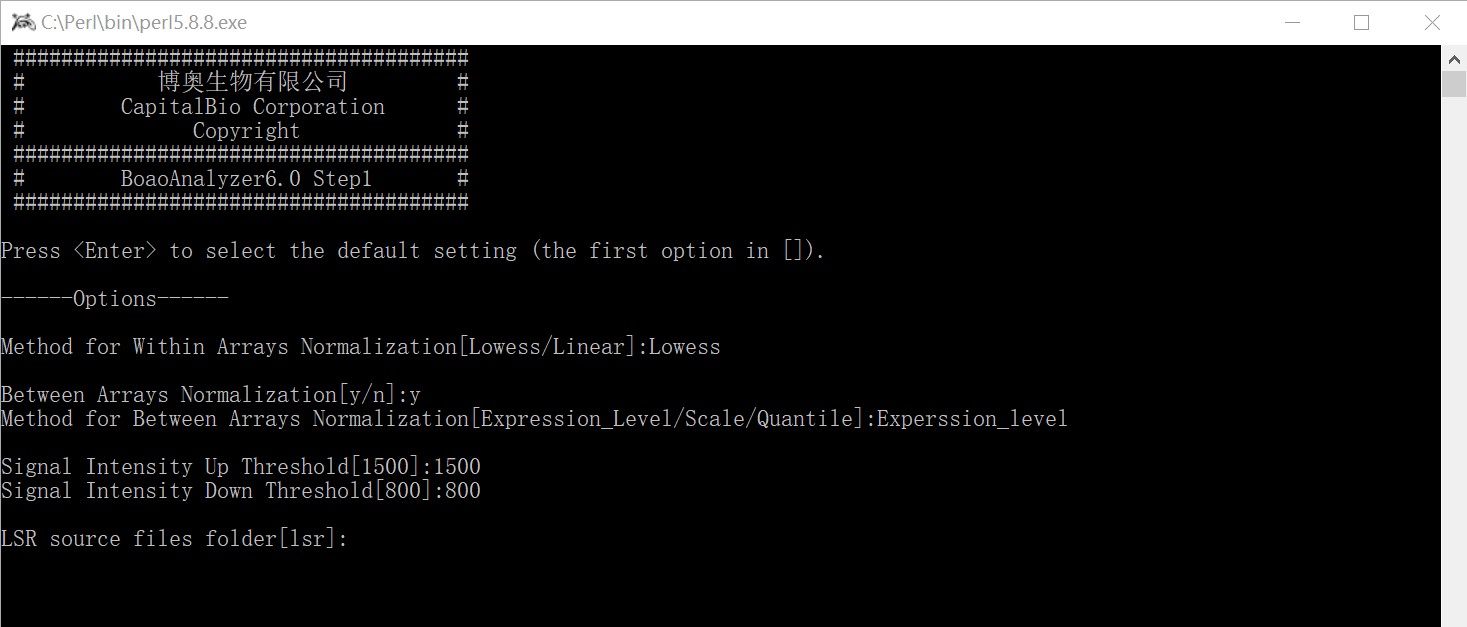 C:\Perl\bin\perl5.8.8.exe
######################################
# 博奥生物有限公司 #
# CapitalBio Corporation #
# Copyright #
######################################
# BoaoAnalyzer6.0 Step1 #
######################################
Press <Enter> to select the default setting (the first option in []).
------Options------
Method for Within Arrays Normalization[Lowess/Linear]:Lowess
Between Arrays Normalization[y/n]:y
Method for Between Arrays Normalization[Expression_Level/Scale/Quantile]:Experssion_level
Signal Intensity Up Threshold[1500]:1500
Signal Intensity Down Threshold[800]:800
LSR source files folder[lsr]: